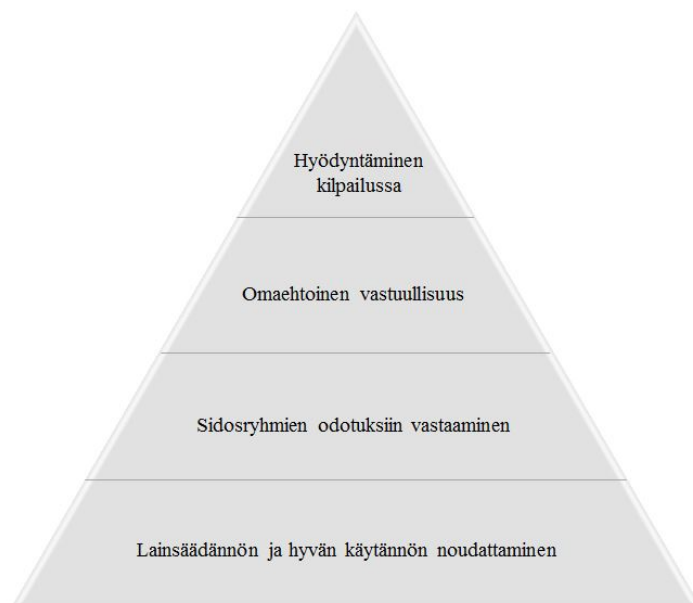 Hyödyntäminen
kilpailussa
Omaehtoinen vastuullisuus
Sidosryhmien odotuksiin vastaaminen
Lainsäädännön ja hyvän käytännön noudattaminen